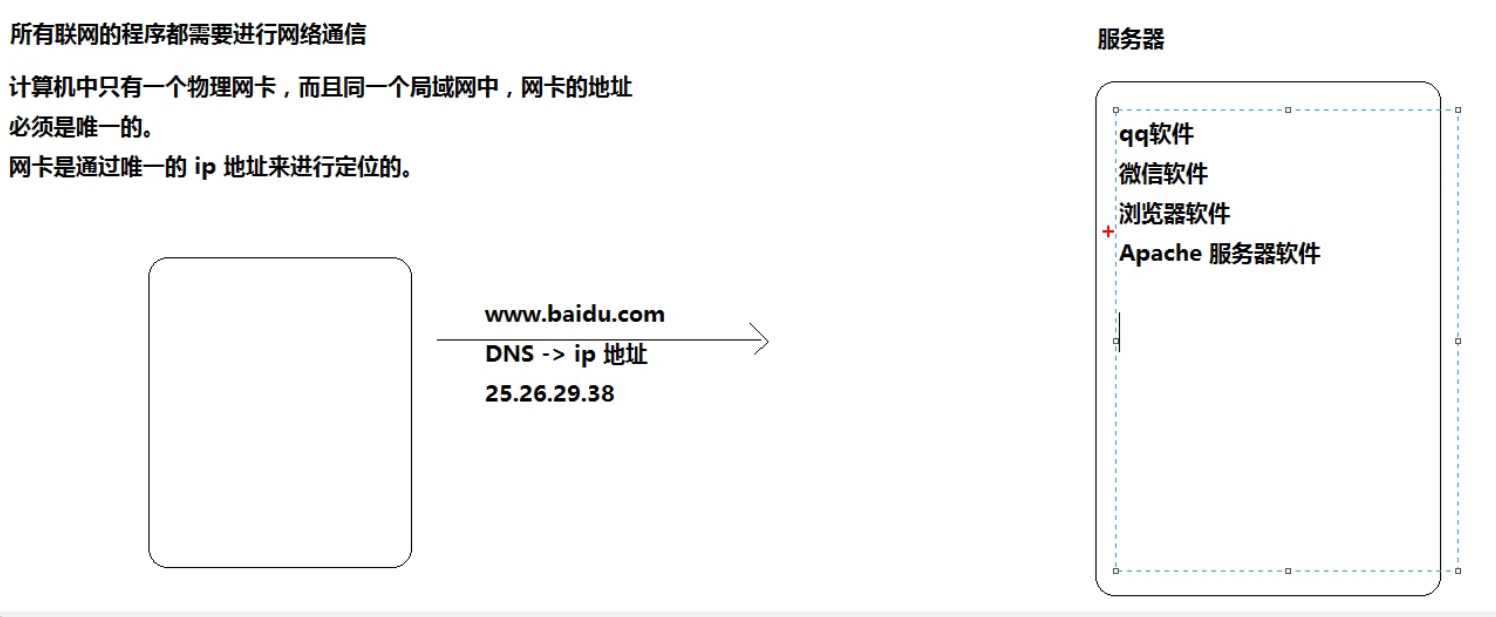 所有联网的程序都需要进行网络通信
计算机中只有一个物理网卡，而且同一个局域网中，网卡的地址
必须是唯一的。
网卡是通过唯一的 ip 地址来进行定位的。
www.baidu.com
DNS -> ip 地址
25.26.29.38
服务器
qq软件
微信软件
浏览器软件
Apache 服务器软件